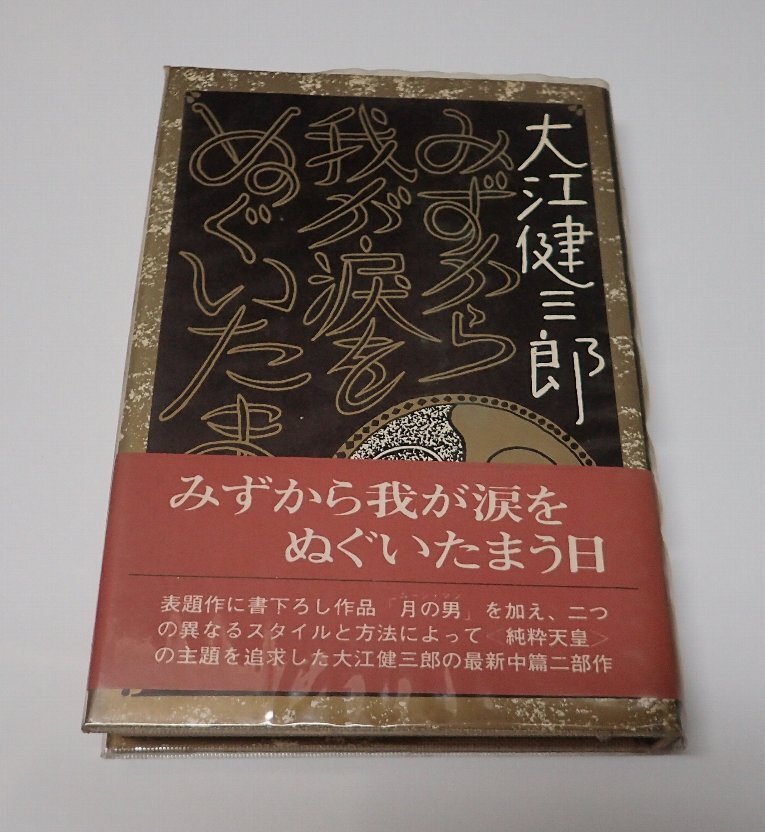 大江健三郎
みずから
我が涙を
ぬぐいたま
みずから我が涙を
ぬぐいたまう日
表題作に書下ろし作品「月の男」を加え、二つ
の異なるスタイルと方法によって〈純粋天皇〉
の主題を追求した大江健三郎の最新中篇二部作